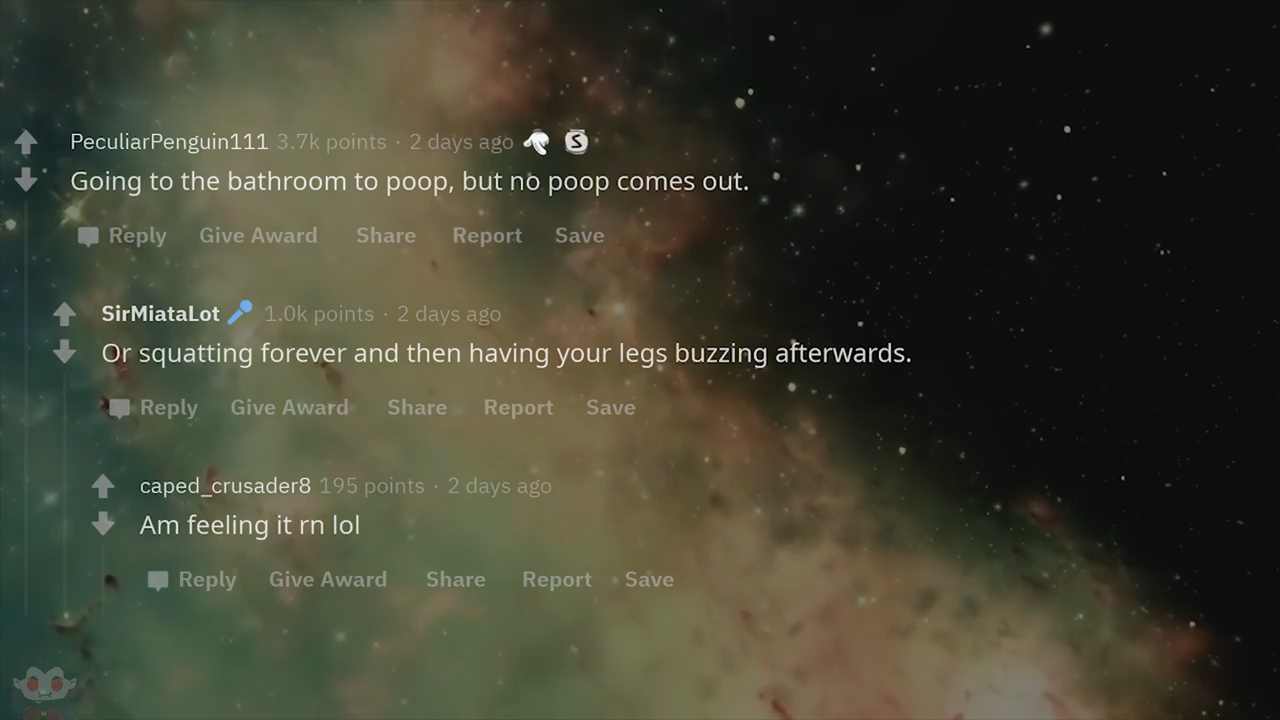 PeculiarPenguin111 3.7k points · 2 days ago S
Going to the bathroom to poop, but no poop comes out.
Reply Give Award Share Report Save
SirMiataLot 1.0k points · 2 days ago
Or squatting forever and then having your legs buzzing afterwards.
Reply Give Award Share Report Save
caped_crusader8 195 points · 2 days ago
Am feeling it rn lol
Reply Give Award Share Report Save